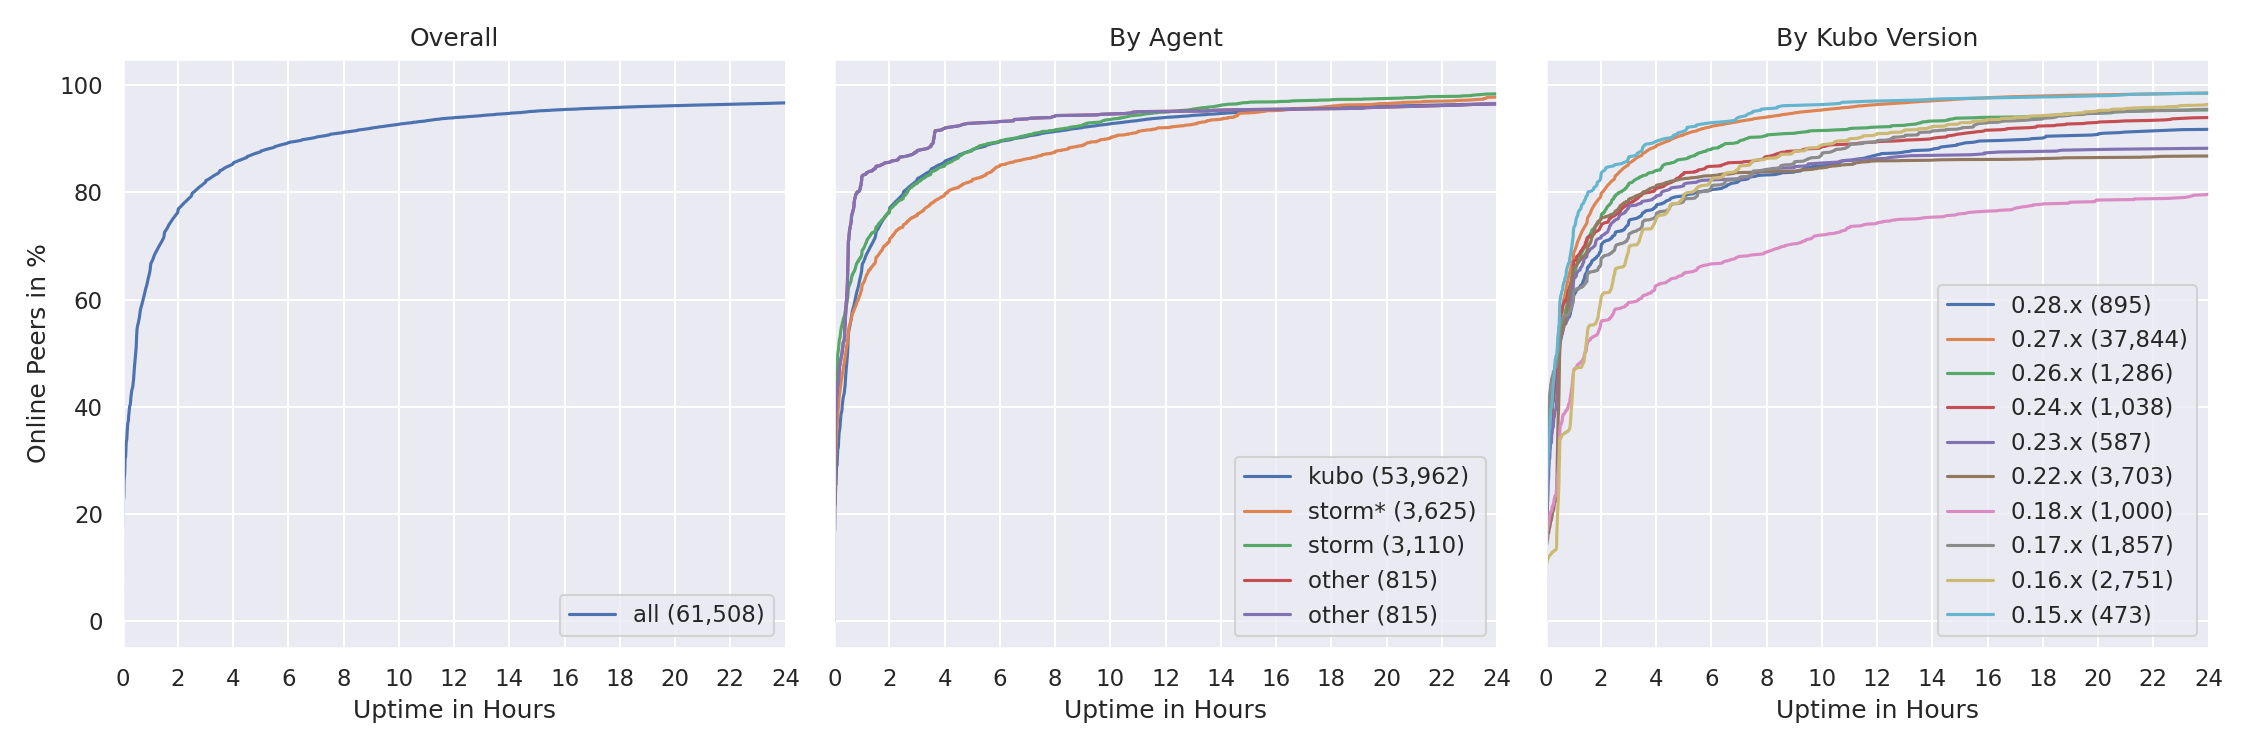 Overall
By Agent
By Kubo Version
Online Peers in %
100
80
60
40
20
0
all (61,508)
kubo (53,962)
storm* (3,625)
storm (3,110)
other (815)
other (815)
0.28.x (895)
0.27.x (37,844)
0.26.x (1,286)
0.24.x (1,038)
0.23.x (587)
0.22.x (3,703)
0.18.x (1,000)
0.17.x (1,857)
0.16.x (2,751)
0.15.x (473)
0 2 4 6 8 10 12 14 16 18 20 22 24
0 2 4 6 8 10 12 14 16 18 20 22 24
0 2 4 6 8 10 12 14 16 18 20 22 24
Uptime in Hours
Uptime in Hours
Uptime in Hours